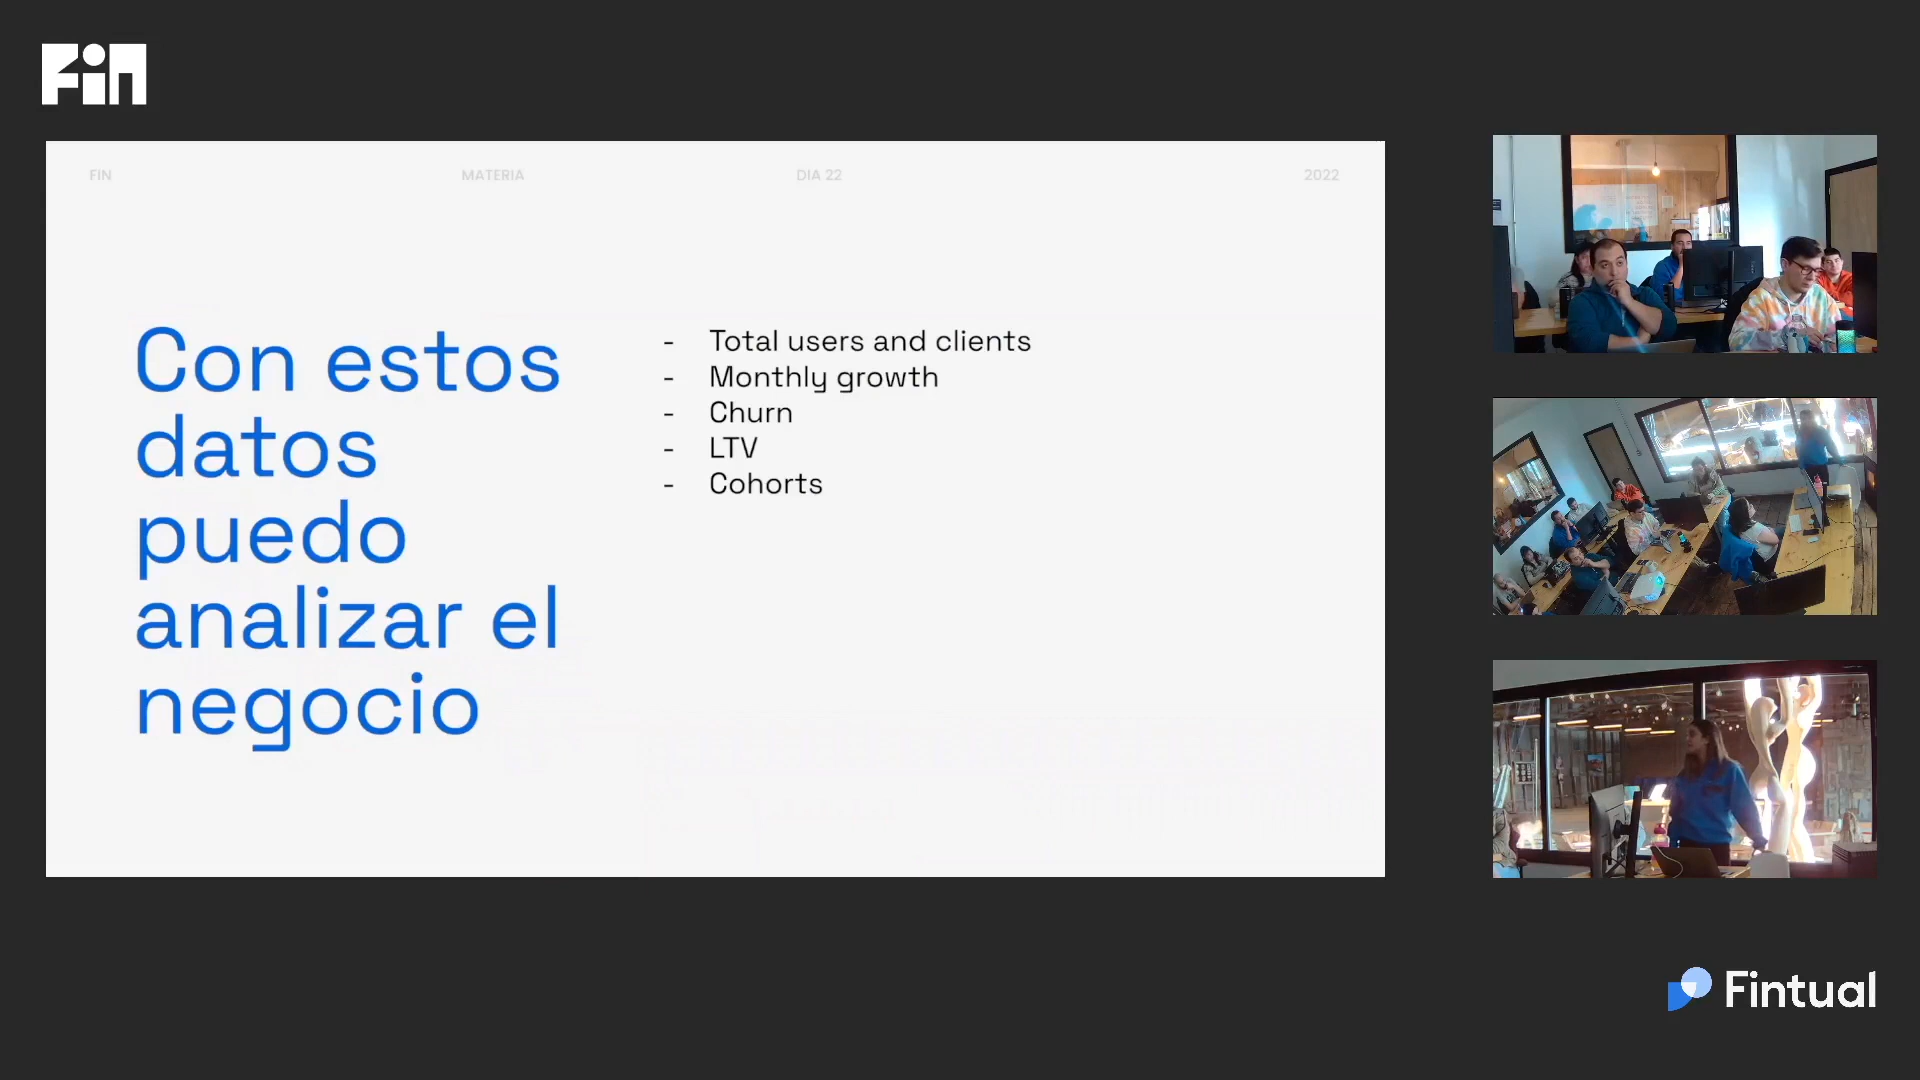 Fin
FIN MATERIA DIA 22 2022
Con estos
datos
puedo
analizar el
negocio
- Total users and clients
- Monthly growth
- Churn
- LTV
- Cohorts
Fintual